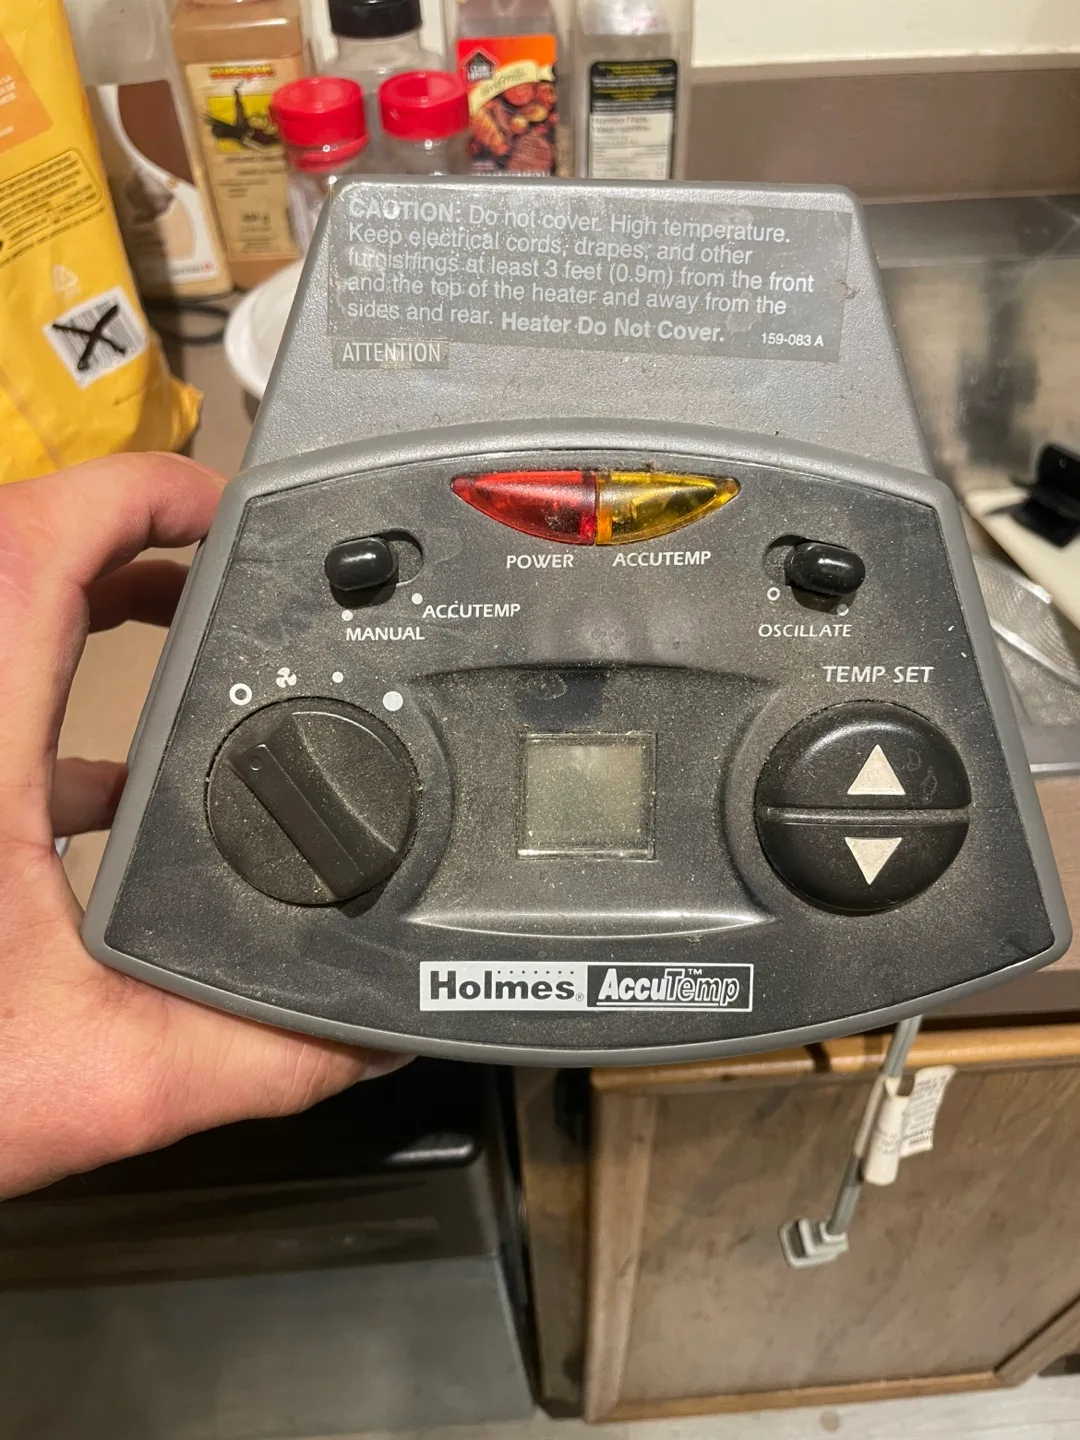 CAUTION: Do not cover. High temperature.
Keep electrical cords, drapes, and other
furnishings at least 3 feet (0.9m) from the front
and the top of the heater and away from the
sides and rear. Heater Do Not Cover.
159-083 A
ATTENTION
POWER ACCUTEMP
ACCUTEMP
MANUAL
OSCILLATE
TEMP SET
Holmes® AccuTemp™